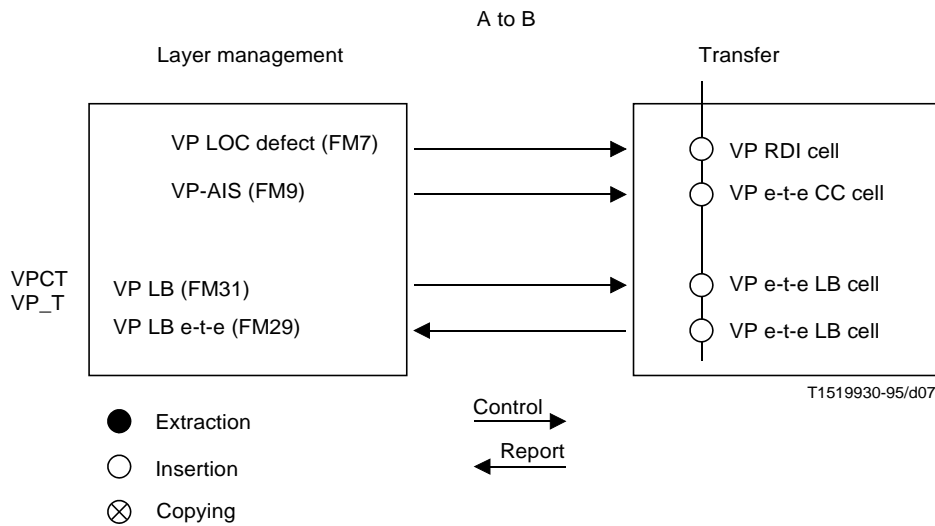 A to B
Layer management
Transfer
VP LOC defect (FM7)
VP RDI cell
VP-AIS (FM9)
VP e-t-e CC cell
VPCT
VP_T
VP LB (FM31)
VP e-t-e LB cell
VP LB e-t-e (FM29)
VP e-t-e LB cell
T1519930-95/d07
Extraction
Control
Insertion
Report
Copying